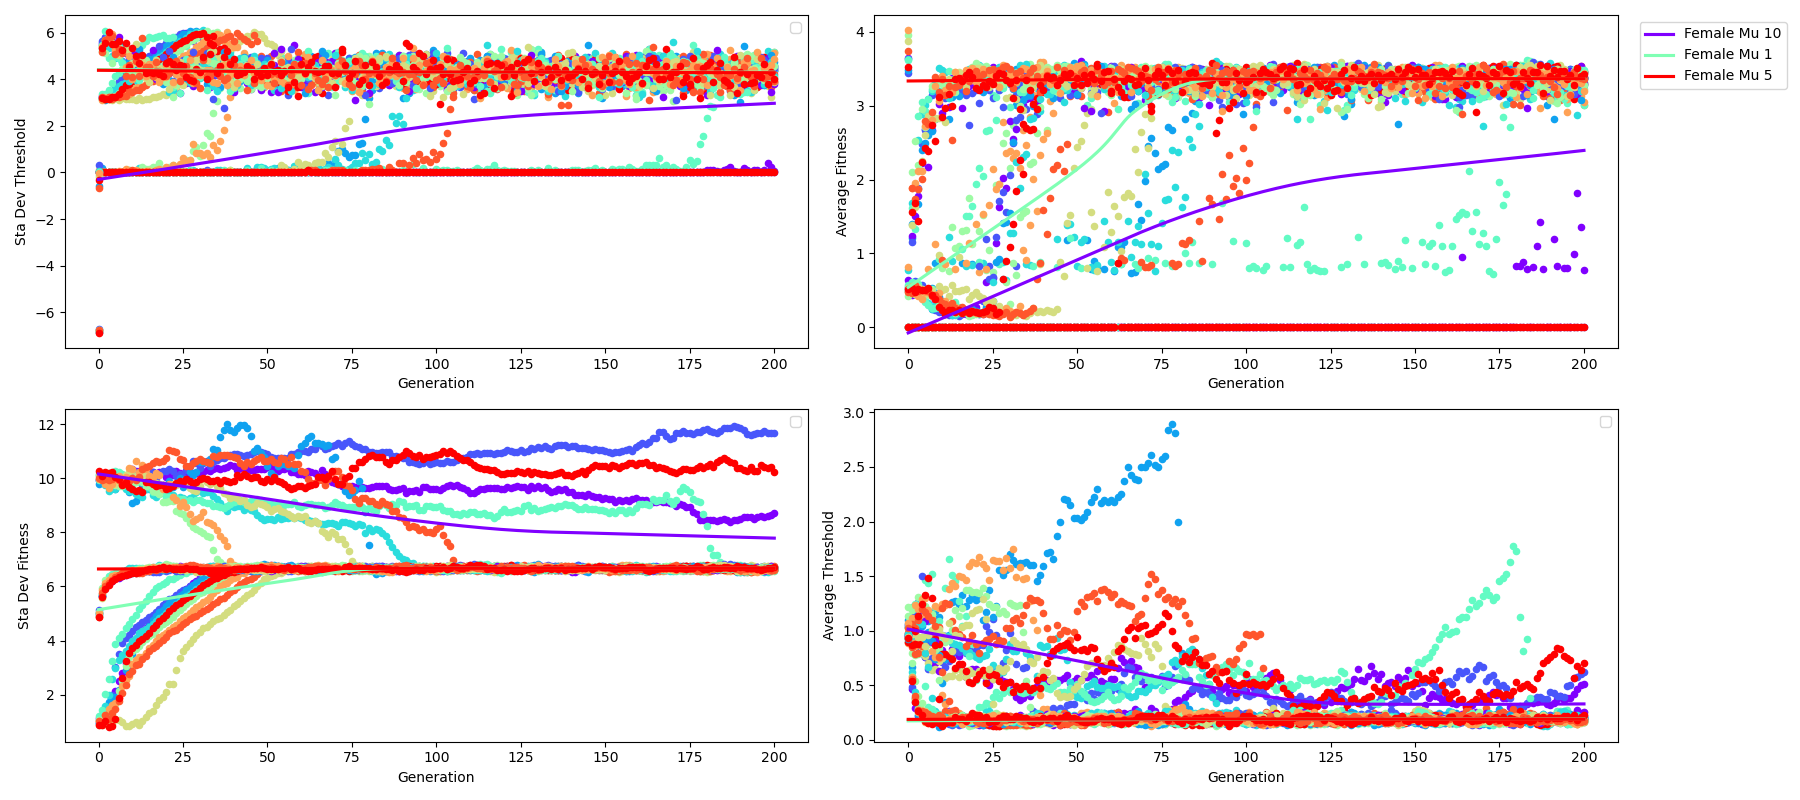 Sta Dev Threshold
6
4
2
0
−2
−4
−6
0 25 50 75 100 125 150 175 200
Generation
Average Fitness
4
3
2
1
0
0 25 50 75 100 125 150 175 200
Generation
Female Mu 10
Female Mu 1
Female Mu 5
Sta Dev Fitness
12
10
8
6
4
2
0 25 50 75 100 125 150 175 200
Generation
Average Threshold
3.0
2.5
2.0
1.5
1.0
0.5
0.0
0 25 50 75 100 125 150 175 200
Generation